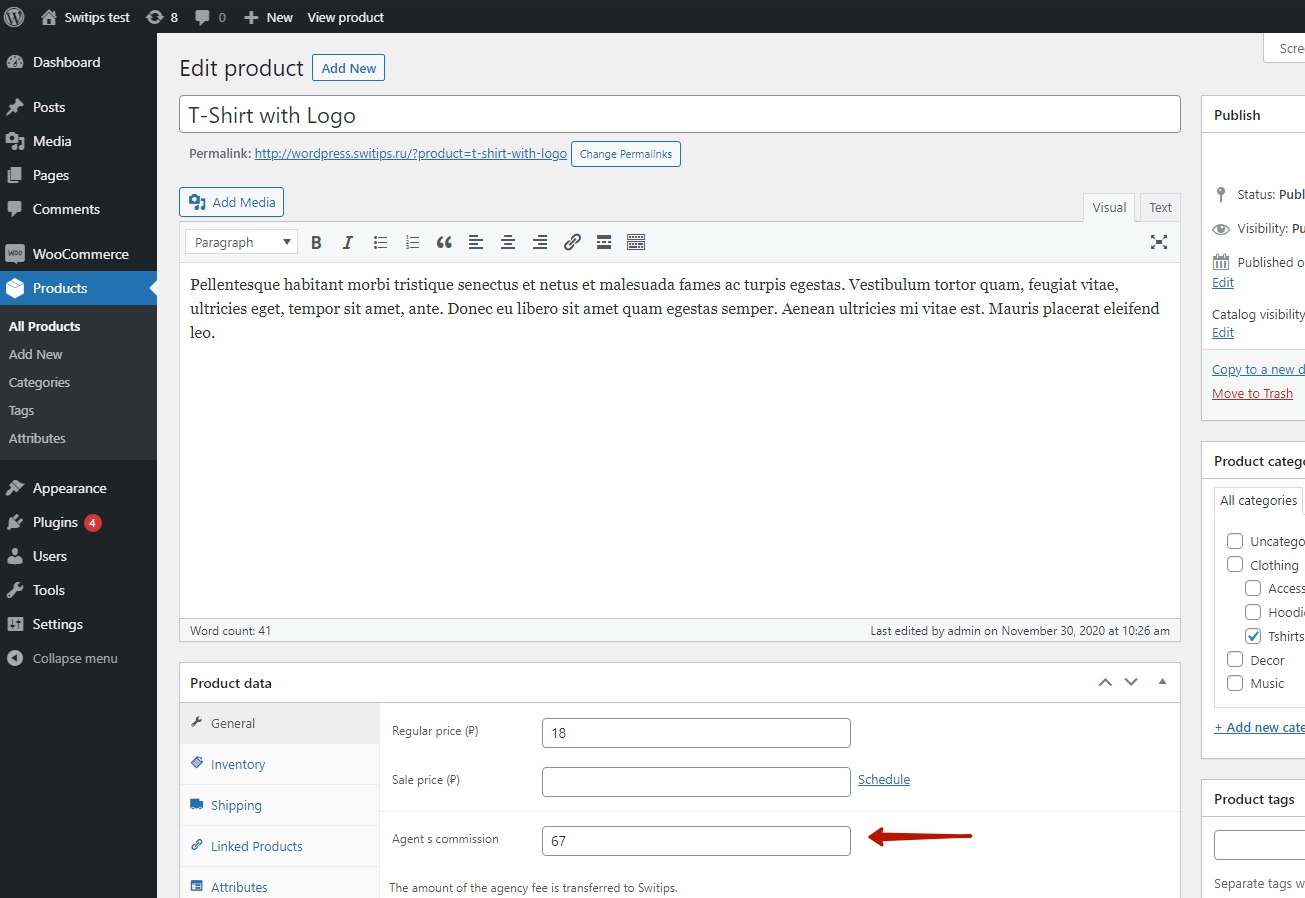 Switips test 8 0 New View product
Dashboard
Posts
Media
Pages
Comments
WooCommerce
Products
All Products
Add New
Categories
Tags
Attributes
Appearance
Plugins 4
Users
Tools
Settings
Collapse menu
Scre
Edit product Add New
T-Shirt with Logo
Permalink: http://wordpress.switips.ru/?product=t-shirt-with-logo Change Permalinks
Add Media
Visual Text
Paragraph
Pellentesque habitant morbi tristique senectus et netus et malesuada fames ac turpis egestas. Vestibulum tortor quam, feugiat vitae,
ultricies eget, tempor sit amet, ante. Donec eu libero sit amet quam egestas semper. Aenean ultricies mi vitae est. Mauris placerat eleifend
leo.
Word count: 41 Last edited by admin on November 30, 2020 at 10:26 am
Product data
General
Inventory
Shipping
Linked Products
Attributes
Regular price (₽) 18
Sale price (₽) Schedule
Agent s commission 67
The amount of the agency fee is transferred to Switips.
Publish
Status: Publ
Visibility: Pu
Published o
Edit
Catalog visibility
Edit
Copy to a new d
Move to Trash
Product catego
All categories
Uncatego
Clothing
Access
Hoodie
Tshirts
Decor
Music
+ Add new cate
Product tags
Separate tags w